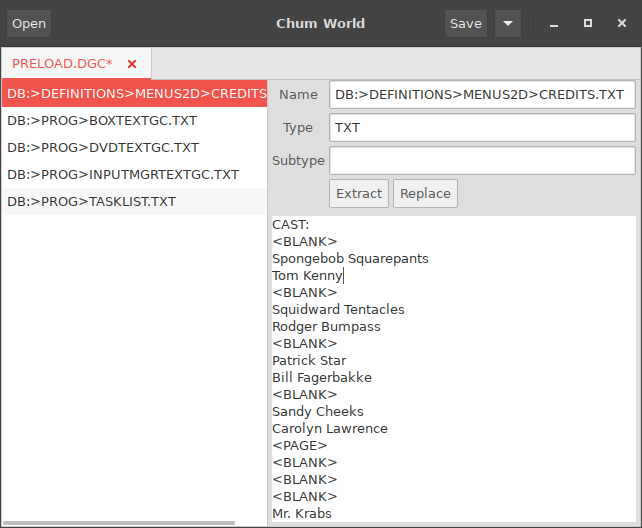 Open
Chum World
Save
PRELOAD.DGC*
DB:>DEFINITIONS>MENUS2D>CREDITS
DB:>PROG>BOXTEXTGC.TXT
DB:>PROG>DVDTEXTGC.TXT
DB:>PROG>INPUTMGRTEXTGC.TXT
DB:>PROG>TASKLIST.TXT
Name
DB:>DEFINITIONS>MENUS2D>CREDITS.TXT
Type
TXT
Subtype
Extract
Replace
CAST:
<BLANK>
Spongebob Squarepants
Tom Kenny
<BLANK>
Squidward Tentacles
Rodger Bumpass
<BLANK>
Patrick Star
Bill Fagerbakke
<BLANK>
Sandy Cheeks
Carolyn Lawrence
<PAGE>
<BLANK>
<BLANK>
<BLANK>
Mr. Krabs